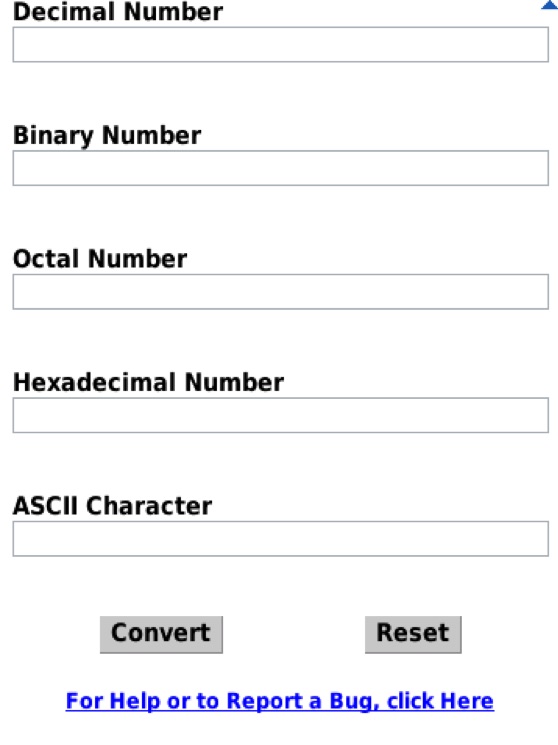 Decimal Number
Binary Number
Octal Number
Hexadecimal Number
ASCII Character
Convert Reset
For Help or to Report a Bug, click Here